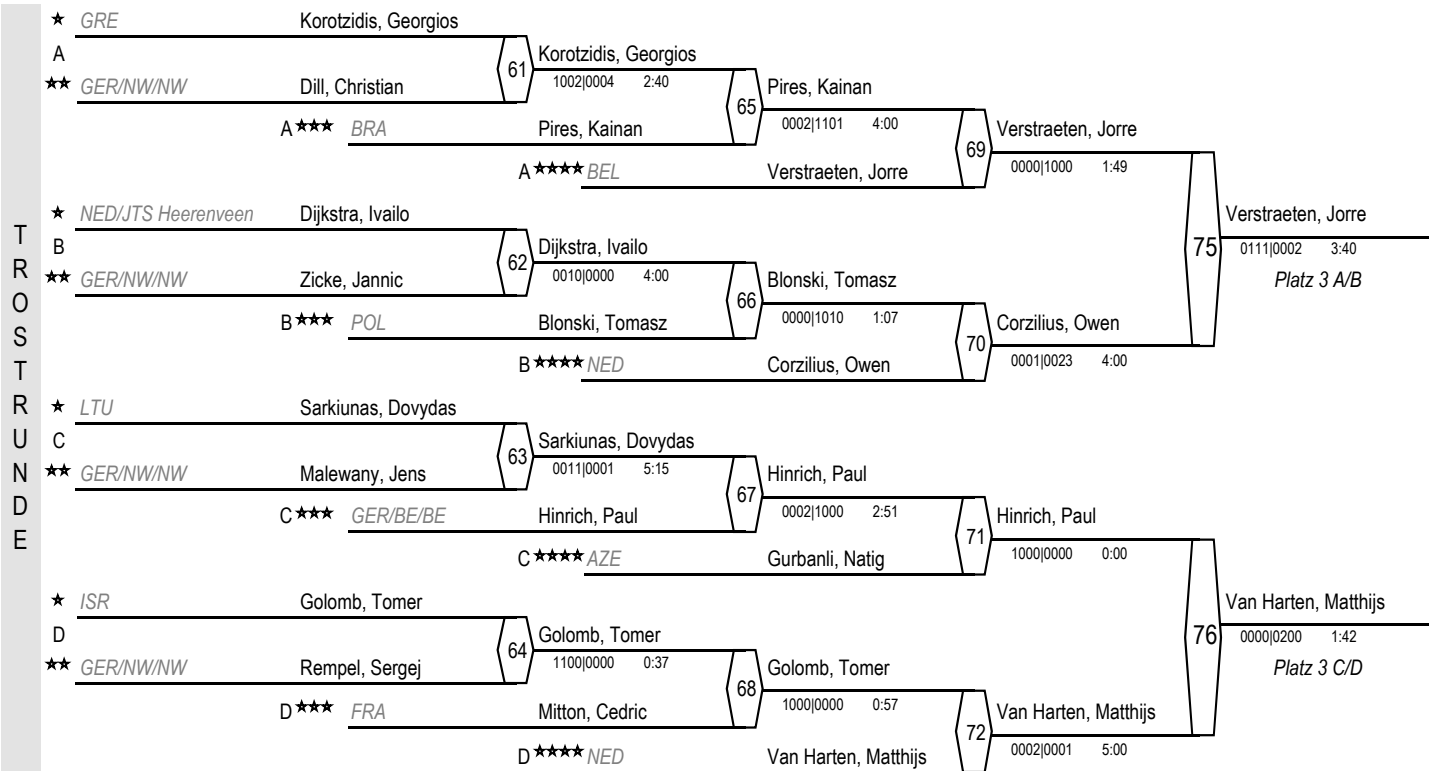 TROSTRUNDE
★ GRE Korotzidis, Georgios
A 61 Korotzidis, Georgios
★★ GER/NW/NW Dill, Christian 1002|0004 2:40 65 Pires, Kainan
A★★★ BRA Pires, Kainan 0002|1101 4:00 69 Verstraeten, Jorre
A★★★★ BEL Verstraeten, Jorre 0000|1000 1:49
★ NED/JTS Heerenveen Dijkstra, Ivailo 75 Verstraeten, Jorre
B 62 Dijkstra, Ivailo 0111|0002 3:40
★★ GER/NW/NW Zicke, Jannic 0010|0000 4:00 66 Blonski, Tomasz Platz 3 A/B
B★★★ POL Blonski, Tomasz 0000|1010 1:07 70 Corzilius, Owen
B★★★★ NED Corzilius, Owen 0001|0023 4:00
★ LTU Sarkiunas, Dovydas
C 63 Sarkiunas, Dovydas
★★ GER/NW/NW Malewany, Jens 0011|0001 5:15 67 Hinrich, Paul
C★★★ GER/BE/BE Hinrich, Paul 0002|1000 2:51 71 Hinrich, Paul
C★★★★ AZE Gurbanli, Natig 1000|0000 0:00
★ ISR Golomb, Tomer 76 Van Harten, Matthijs
D 64 Golomb, Tomer 0000|0200 1:42
★★ GER/NW/NW Rempel, Sergej 1100|0000 0:37 68 Golomb, Tomer Platz 3 C/D
D★★★ FRA Mitton, Cedric 1000|0000 0:57 72 Van Harten, Matthijs
D★★★★ NED Van Harten, Matthijs 0002|0001 5:00